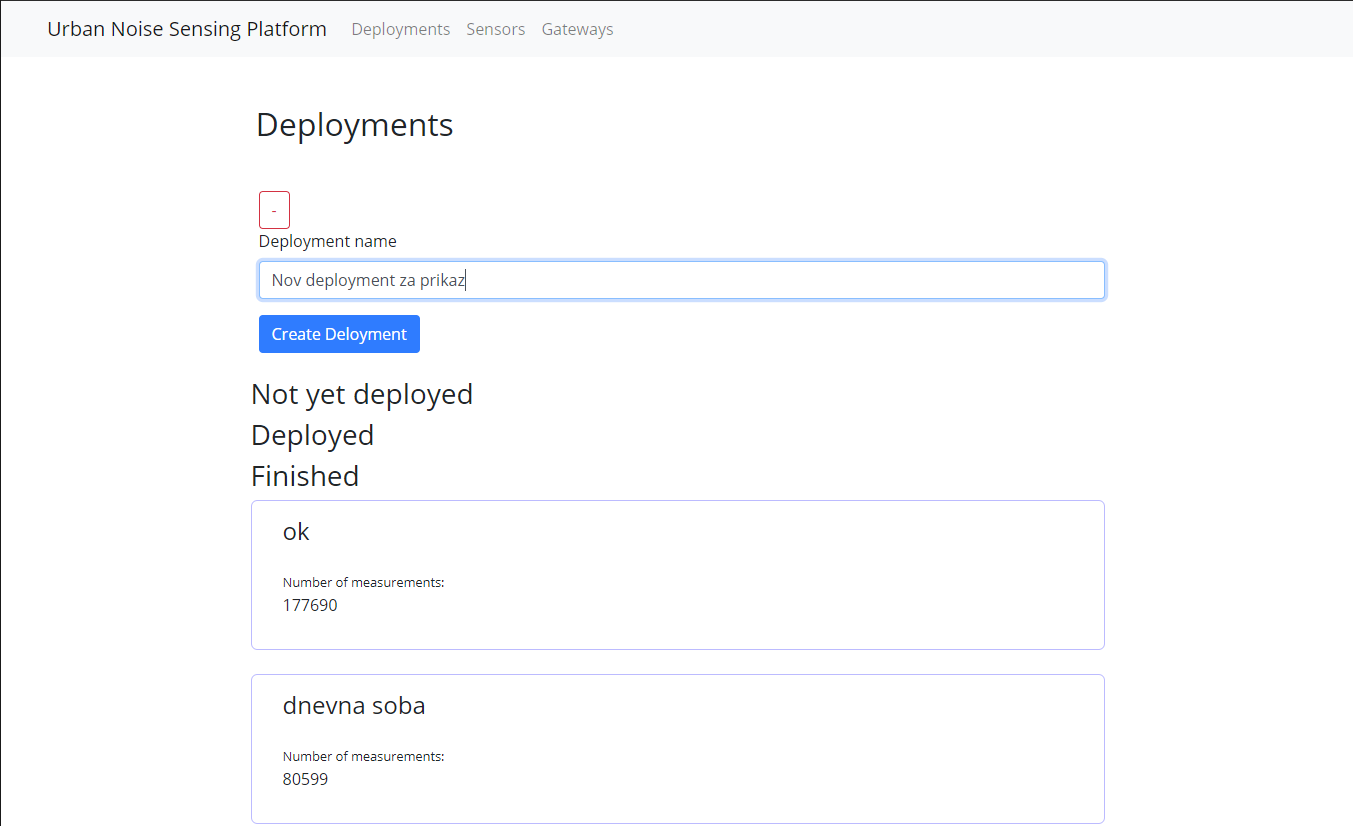 Urban Noise Sensing Platform Deployments Sensors Gateways
Deployments
-
Deployment name
Nov deployment za prikaz
Create Deloyment
Not yet deployed
Deployed
Finished
ok
Number of measurements:
177690
dnevna soba
Number of measurements:
80599